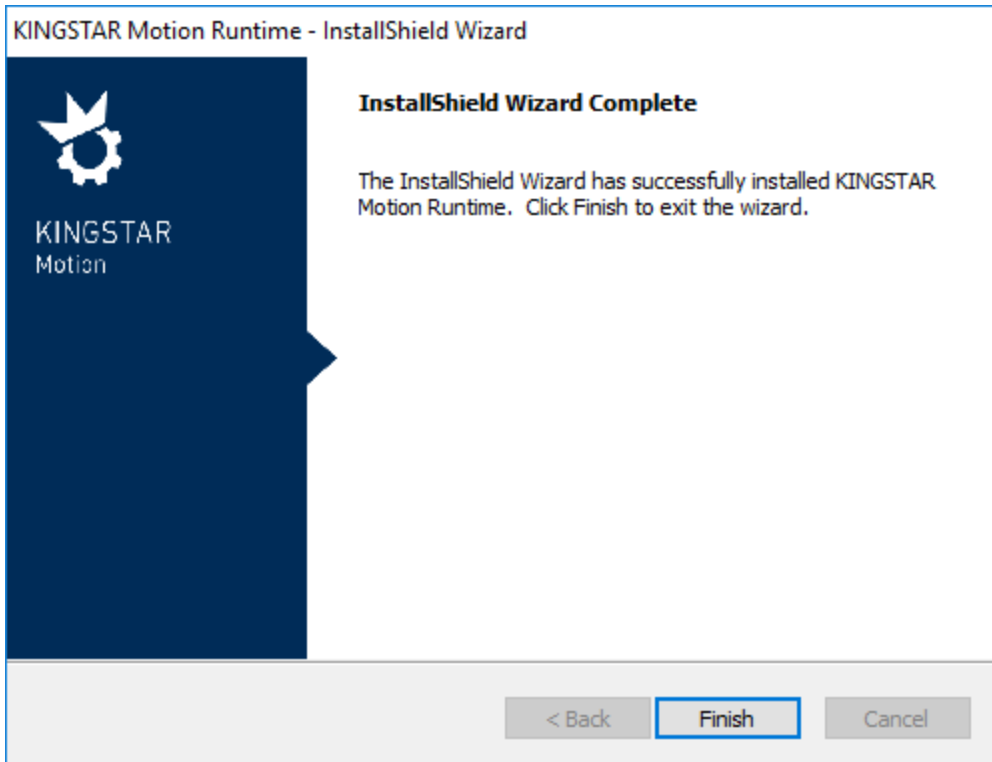 KINGSTAR Motion Runtime - InstallShield Wizard
KINGSTAR
Motion
InstallShield Wizard Complete
The InstallShield Wizard has successfully installed KINGSTAR
Motion Runtime.  Click Finish to exit the wizard.
< Back
Finish
Cancel